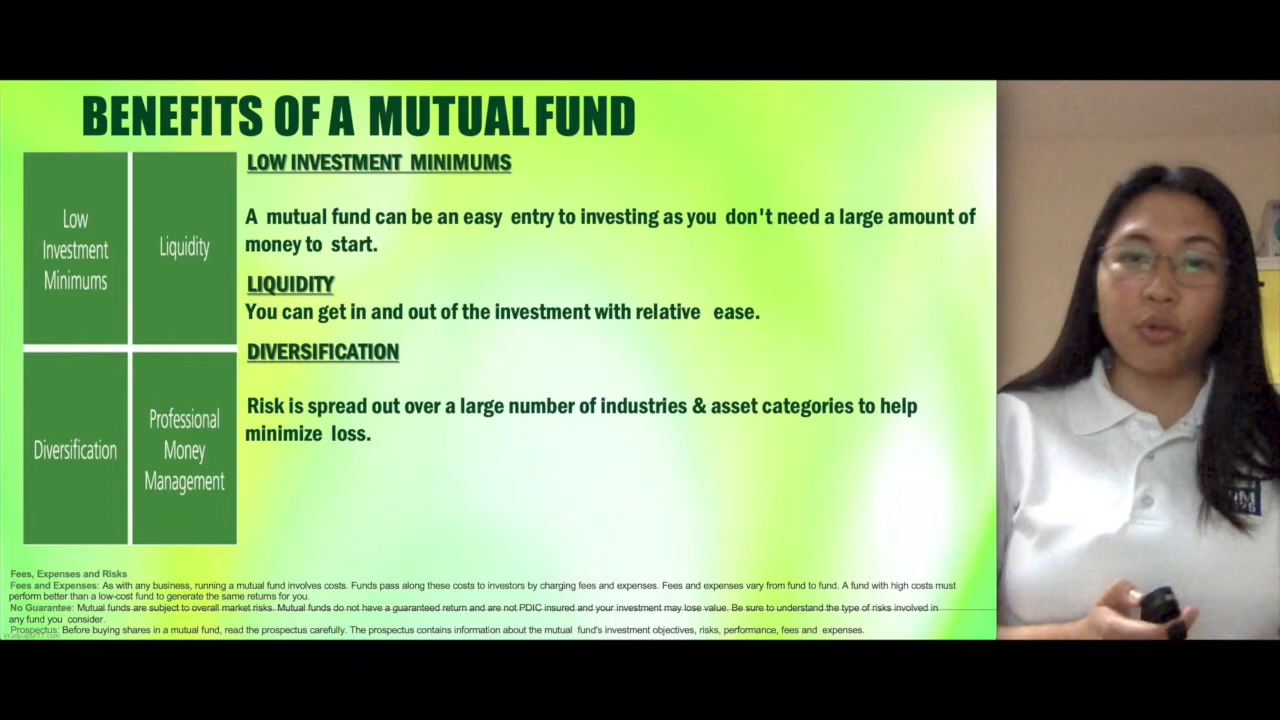 BENEFITS OF A MUTUAL FUND
Low
Investment
Minimums
Liquidity
Diversification
Professional
Money
Management
LOW INVESTMENT MINIMUMS
A mutual fund can be an easy entry to investing as you don't need a large amount of
money to start.
LIQUIDITY
You can get in and out of the investment with relative ease.
DIVERSIFICATION
Risk is spread out over a large number of industries & asset categories to help
minimize loss.
Fees, Expenses and Risks
Fees and Expenses: As with any business, running a mutual fund involves costs. Funds pass along these costs to investors by charging fees and expenses. Fees and expenses vary from fund to fund. A fund with high costs must
perform better than a low-cost fund to generate the same returns for you.
No Guarantee: Mutual funds are subject to overall market risks. Mutual funds do not have a guaranteed return and are not PDIC insured and your investment may lose value. Be sure to understand the type of risks involved in
any fund you consider.
Prospectus: Before buying shares in a mutual fund, read the prospectus carefully. The prospectus contains information about the mutual fund's investment objectives, risks, performance, fees and expenses.